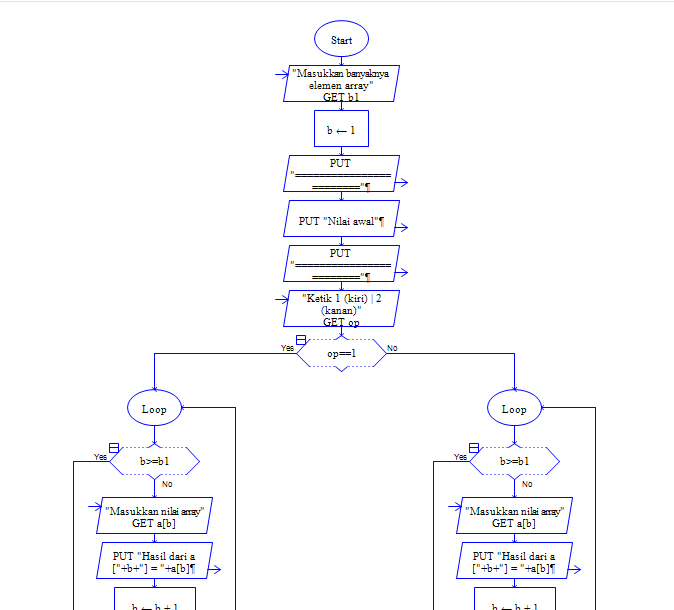 Start
"Masukkan banyaknya
elemen array"
GET b1
b ← 1
PUT
"================
========"¶
PUT "Nilai awal"¶
PUT
"================
========"¶
"Ketik 1 (kiri) | 2
(kanan)"
GET op
Yes
op==1
No
Loop
Yes
b>=b1
No
"Masukkan nilai array"
GET a[b]
PUT "Hasil dari a
["+b+"] = "+a[b]¶
b ← b + 1
Loop
Yes
b>=b1
No
"Masukkan nilai array"
GET a[b]
PUT "Hasil dari a
["+b+"] = "+a[b]¶
b ← b + 1